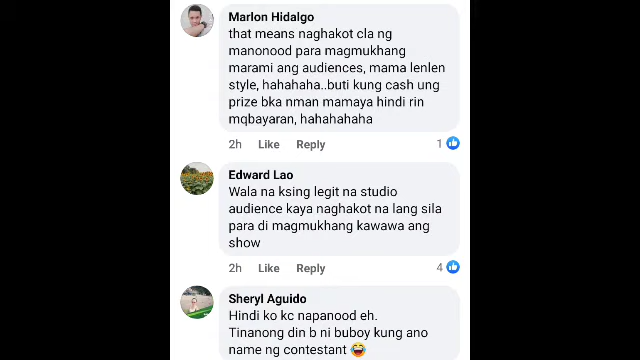 Marlon Hidalgo
that means naghakot cla ng
manonood para magmukhang
marami ang audiences, mama lenlen
style, hahahaha..buti kung cash ung
prize bka nman mamaya hindi rin
mqbayaran, hahahahaha
2h Like Reply 1
Edward Lao
Wala na ksing legit na studio
audience kaya naghakot na lang sila
para di magmukhang kawawa ang
show
2h Like Reply 4
Sheryl Aguido
Hindi ko kc napanood eh.
Tinanong din b ni buboy kung ano
name ng contestant 😂